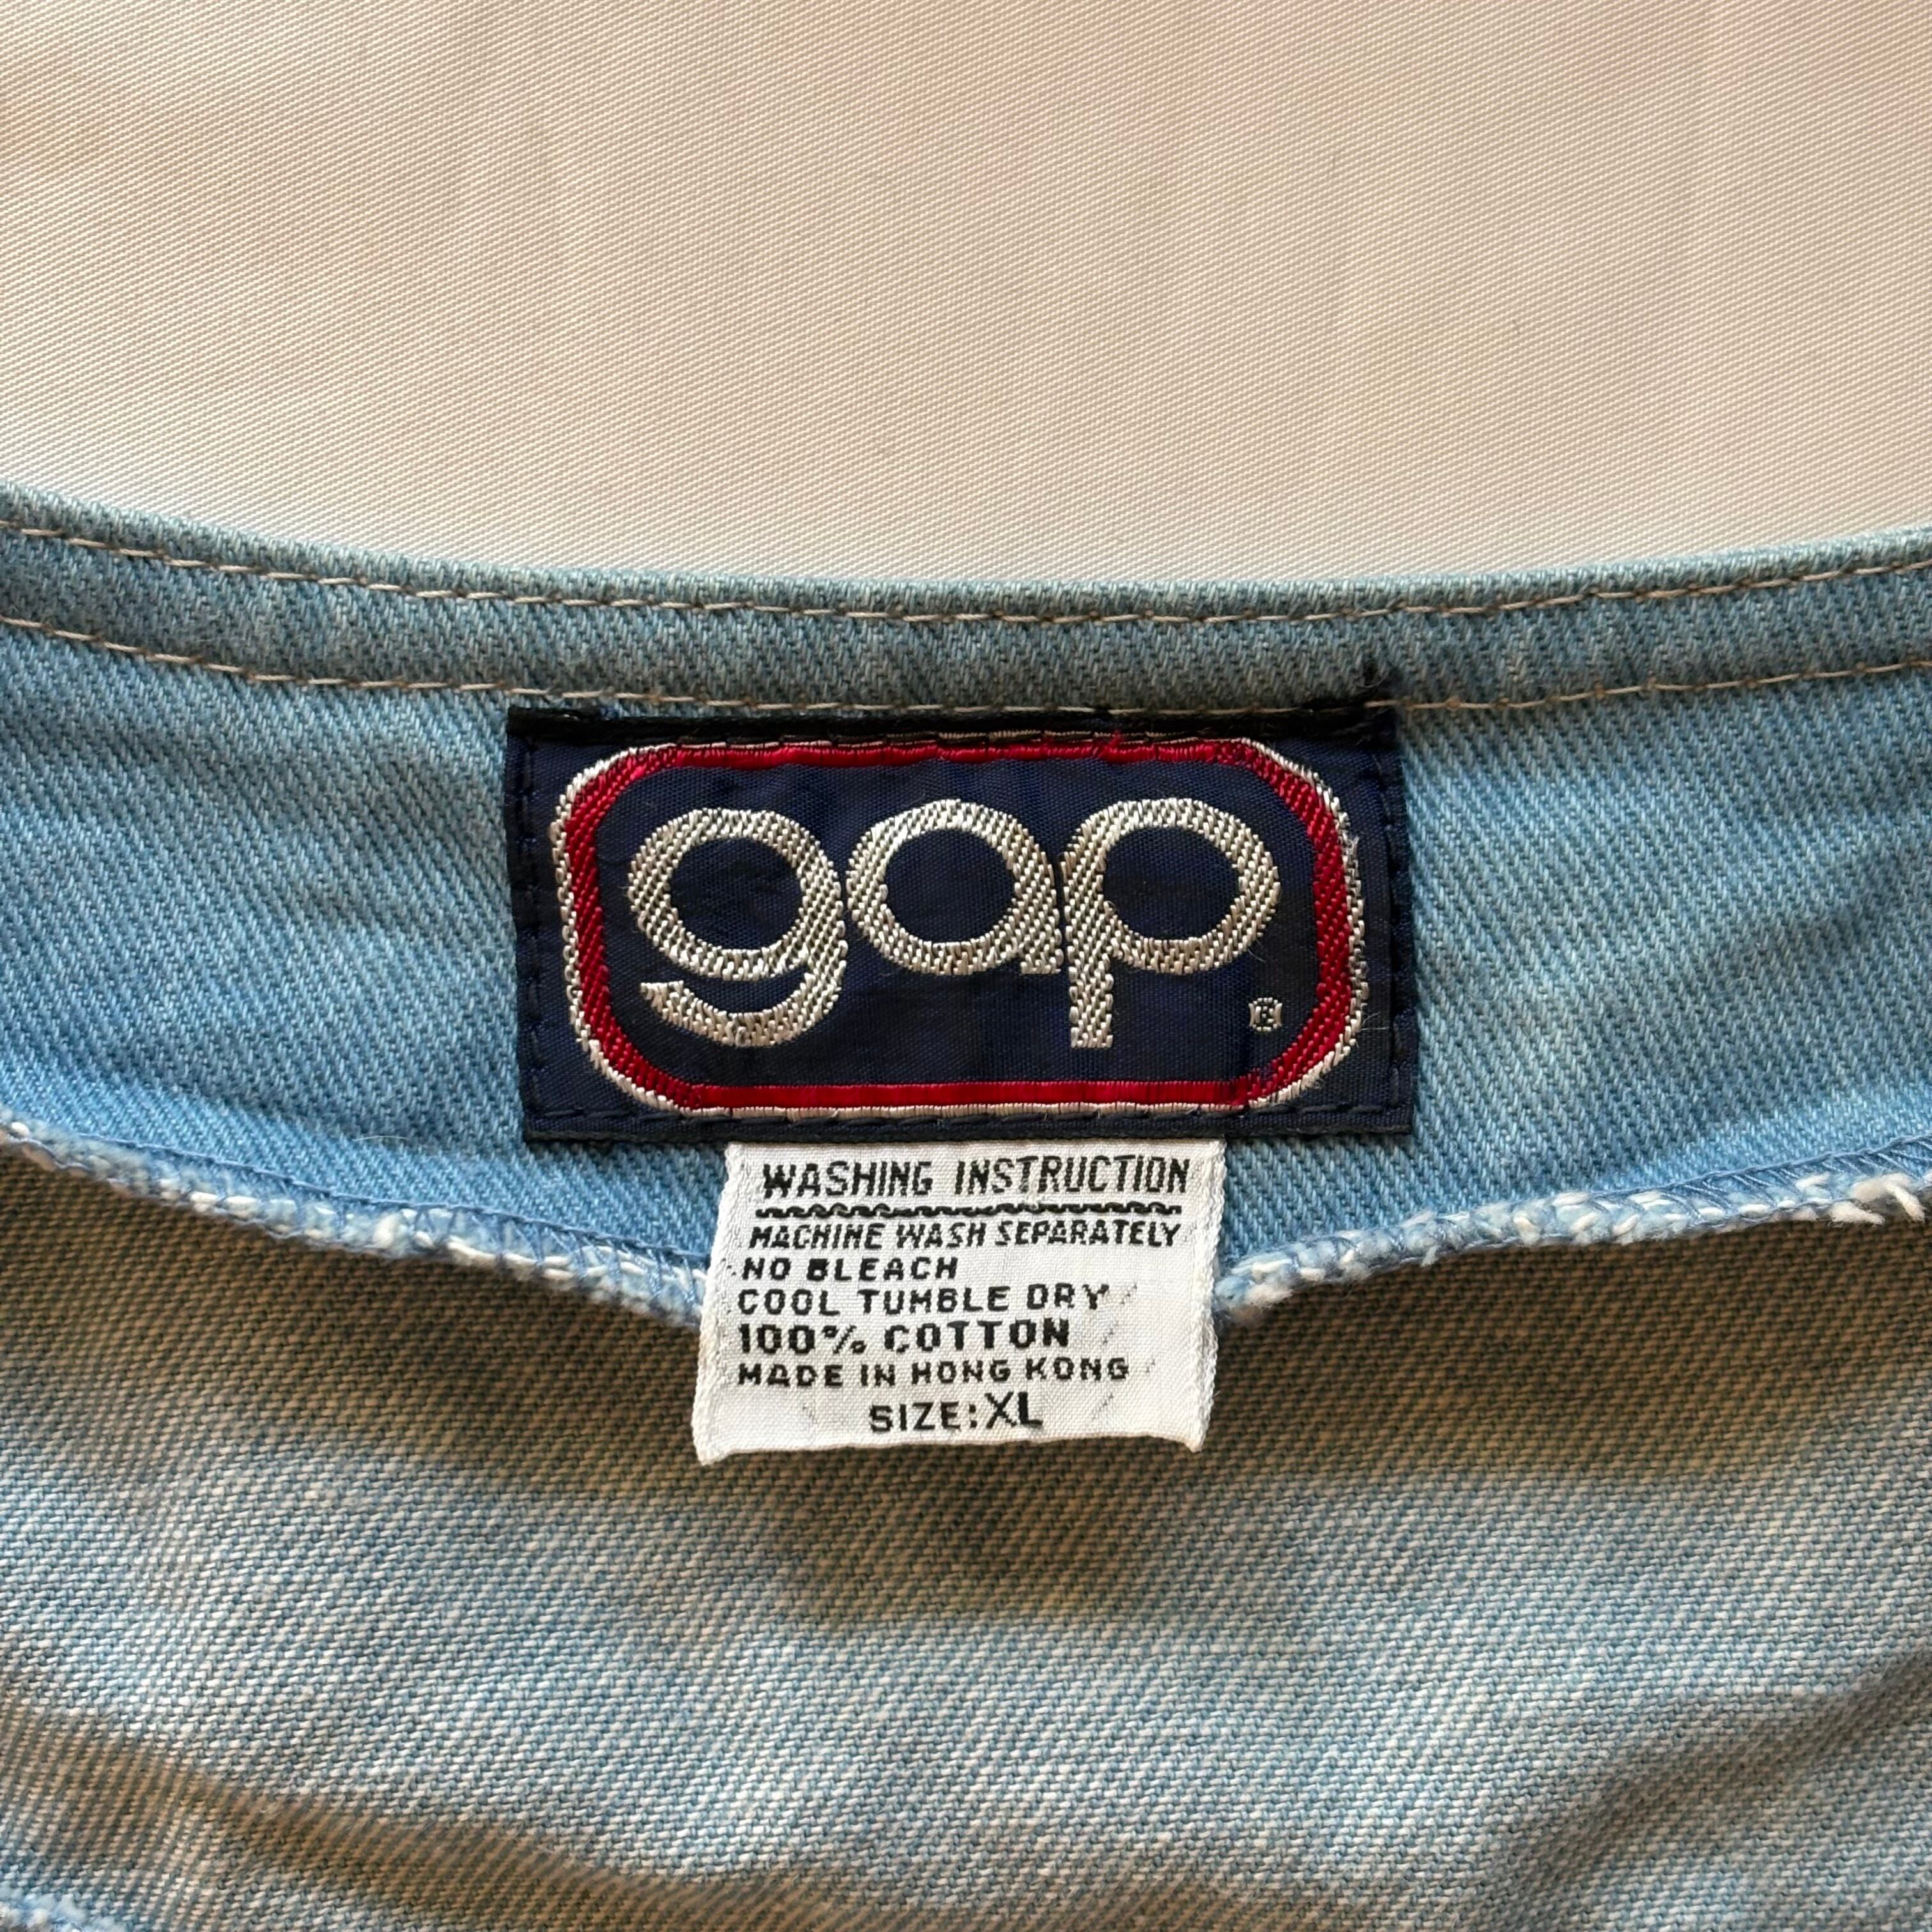 gap
®
WASHING INSTRUCTION
MACHINE WASH SEPARATELY
NO BLEACH
COOL TUMBLE DRY
100% COTTON
MADE IN HONG KONG
SIZE:XL